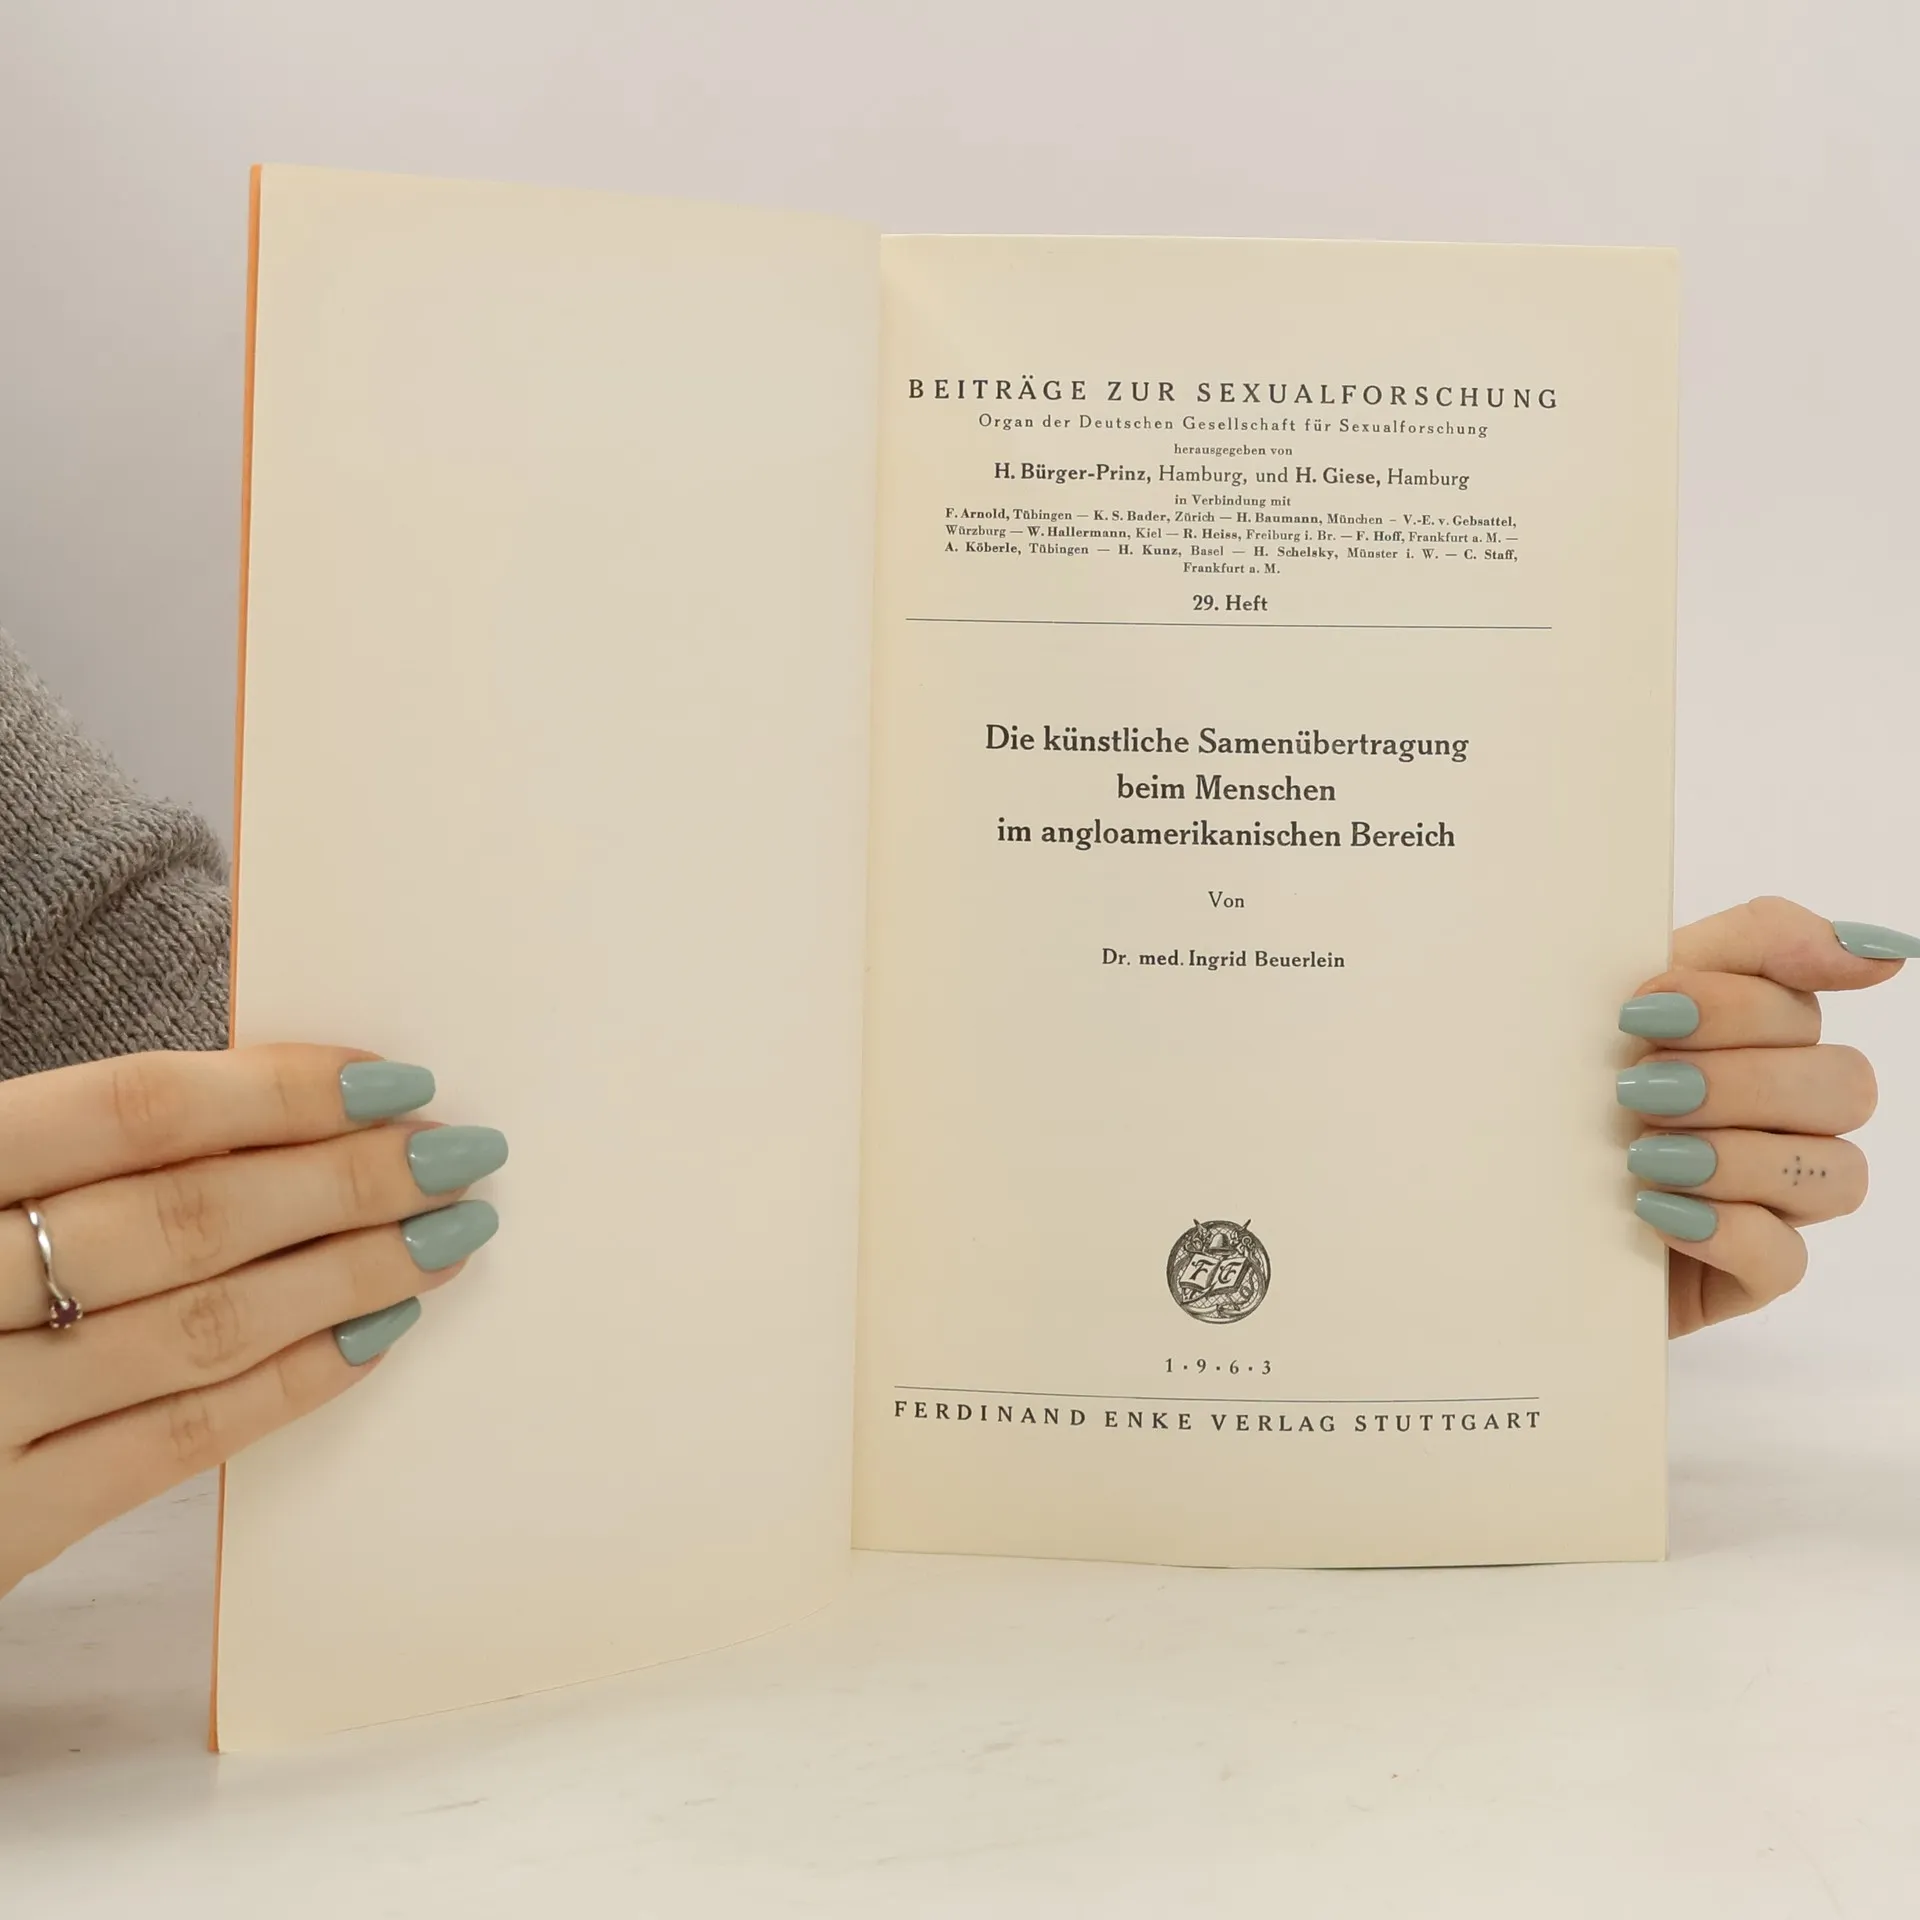 BEITRÄGE ZUR SEXUALFORSCHUNG
Organ der Deutschen Gesellschaft für Sexualforschung
herausgegeben von
H. Bürger-Prinz, Hamburg, und H. Giese, Hamburg
in Verbindung mit
F. Arnold, Tübingen — K. S. Bader, Zürich — H. Baumann, München – V.-E. v. Gebsattel,
Würzburg — W. Hallermann, Kiel — R. Heiss, Freiburg i. Br. — F. Hoff, Frankfurt a. M. —
A. Köberle, Tübingen — H. Kunz, Basel — H. Schelsky, Münster i. W. — C. Staff,
Frankfurt a. M.
29. Heft
Die künstliche Samenübertragung
beim Menschen
im angloamerikanischen Bereich
Von
Dr. med. Ingrid Beuerlein
F E
1 · 9 · 6 · 3
FERDINAND ENKE VERLAG STUTTGART